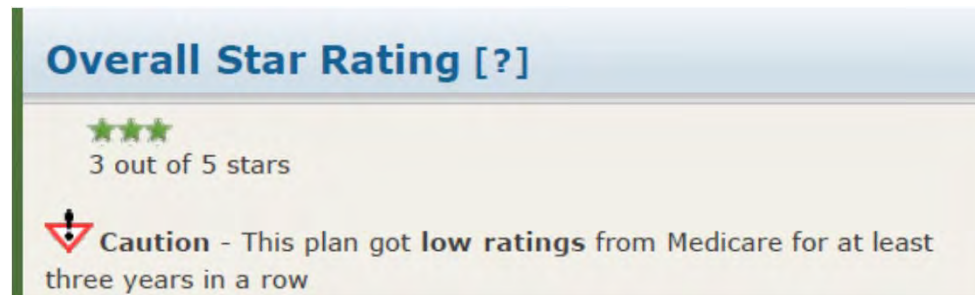 Overall Star Rating [?]
3 out of 5 stars
Caution - This plan got low ratings from Medicare for at least
three years in a row